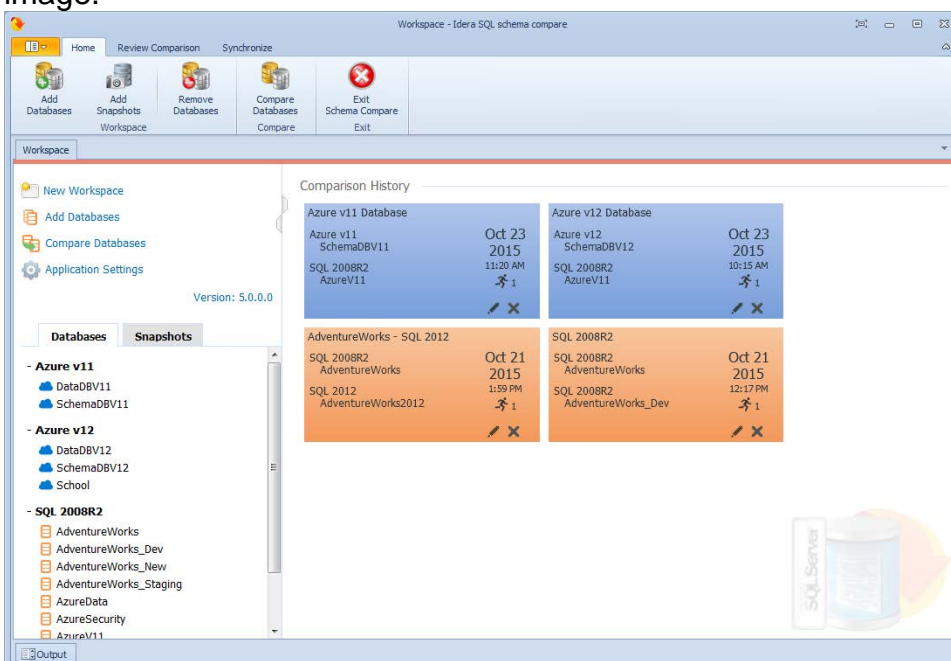 image:
Workspace - Idera SQL schema compare
Home Review Comparison Synchronize
Add Databases
Add Snapshots
Remove Databases
Compare Databases
Exit Schema Compare
Workspace Compare Exit
Workspace
New Workspace
Add Databases
Compare Databases
Application Settings
Version: 5.0.0.0
Databases Snapshots
- Azure v11
DataDBV11
SchemaDBV11
- Azure v12
DataDBV12
SchemaDBV12
School
- SQL 2008R2
AdventureWorks
AdventureWorks_Dev
AdventureWorks_New
AdventureWorks_Staging
AzureData
AzureSecurity
AzureV11
Comparison History
Azure v11 Database
Azure v11
SchemaDBV11
SQL 2008R2
AzureV11
Oct 23
2015
11:20 AM
1
Azure v12 Database
Azure v12
SchemaDBV12
SQL 2008R2
AzureV11
Oct 23
2015
10:15 AM
1
AdventureWorks - SQL 2012
SQL 2008R2
AdventureWorks
SQL 2012
AdventureWorks2012
Oct 21
2015
1:59 PM
1
SQL 2008R2
SQL 2008R2
AdventureWorks
SQL 2008R2
AdventureWorks_Dev
Oct 21
2015
12:17 PM
1
SQLServer
Output